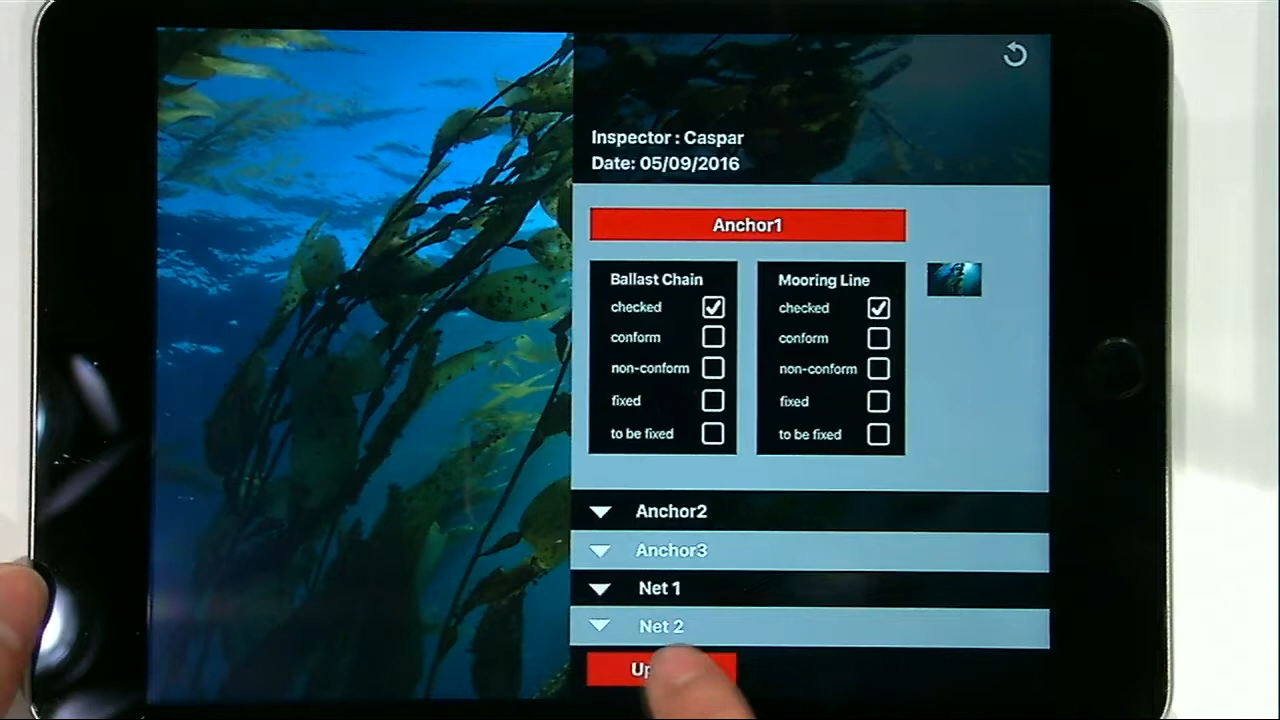 Inspector : Caspar
Date: 05/09/2016
Anchor1
Ballast Chain
checked
conform
non-conform
fixed
to be fixed
Mooring Line
checked
conform
non-conform
fixed
to be fixed
Anchor2
Anchor3
Net 1
Net 2